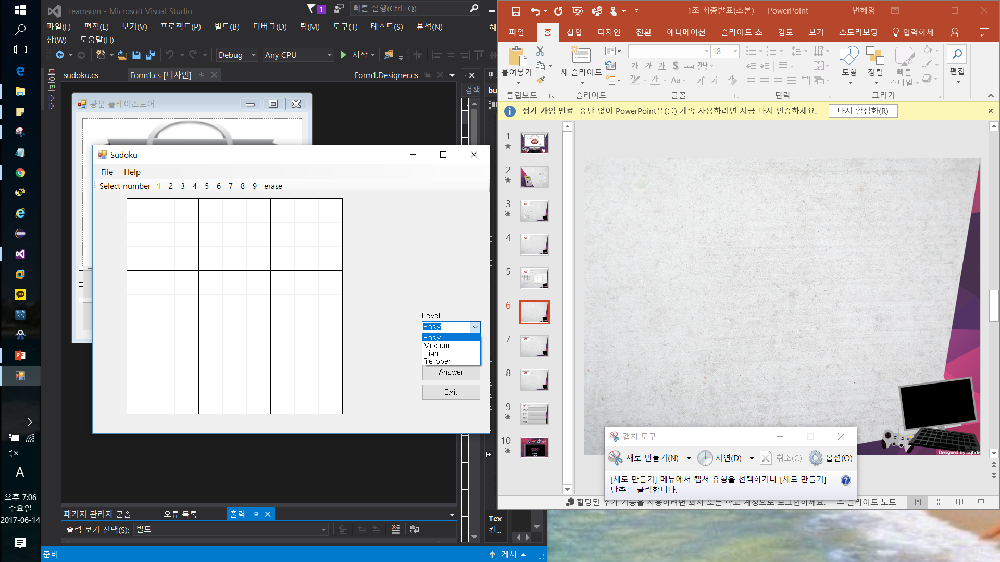 teamsum - Microsoft Visual Studio
1
빠른 실행(Ctrl+Q)
파일(F) 편집(E) 보기(V) 프로젝트(P) 빌드(B) 디버그(D) 팀(M) 도구(T) 테스트(S) 분석(N)
혜
창(W) 도움말(H)
Debug Any CPU 시작
데이터 소스
sudoku.cs Form1.cs [디자인] Form1.Designer.cs
검색 bu
광운 플레이스토어
Sudoku
File Help
Select number 1 2 3 4 5 6 7 8 9 erase
Level
Easy
Easy
Medium
High
file open
Answer
Exit
패키지 관리자 콘솔 오류 목록 출력
출력 보기 선택(S): 빌드
Tex
컨...
준비
게시
TALK
A
오후 7:06
수요일
2017-06-14
1조 최종발표(초본) - PowerPoint
변혜령
파일 홈 삽입 디자인 전환 애니메이션 슬라이드 쇼 검토 보기 스토리보딩 입력하세
18
붙여넣기 새 슬라이드 도형 정렬 빠른 스타일 편집
클립보드 슬라이드 글꼴 단락 그리기
정기 가입 만료 중단 없이 PowerPoint을(를) 계속 사용하려면 지금 다시 인증하세요. 다시 활성화(R)
1
2
3
4
5
6
7
8
9
10
Designed by ccjhde
캡처 도구
새로 만들기(N) 지연(D) 취소(C) 옵션(O)
[새로 만들기] 메뉴에서 캡처 유형을 선택하거나 [새로 만들기]
단추를 클릭합니다.
할당된 추가 기능을 사용하려면 회사 또는 학교 계정으로 로그인하세요. 슬라이드 노트